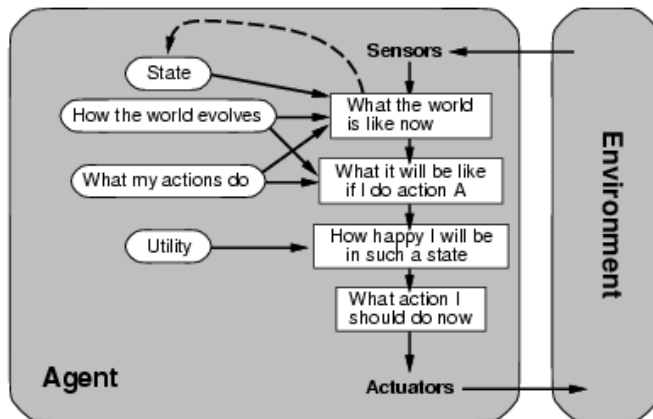 Sensors
State
What the world
is like now
How the world evolves
What it will be like
if I do action A
What my actions do
How happy I will be
in such a state
Utility
What action I
should do now
Agent
Actuators
Environment